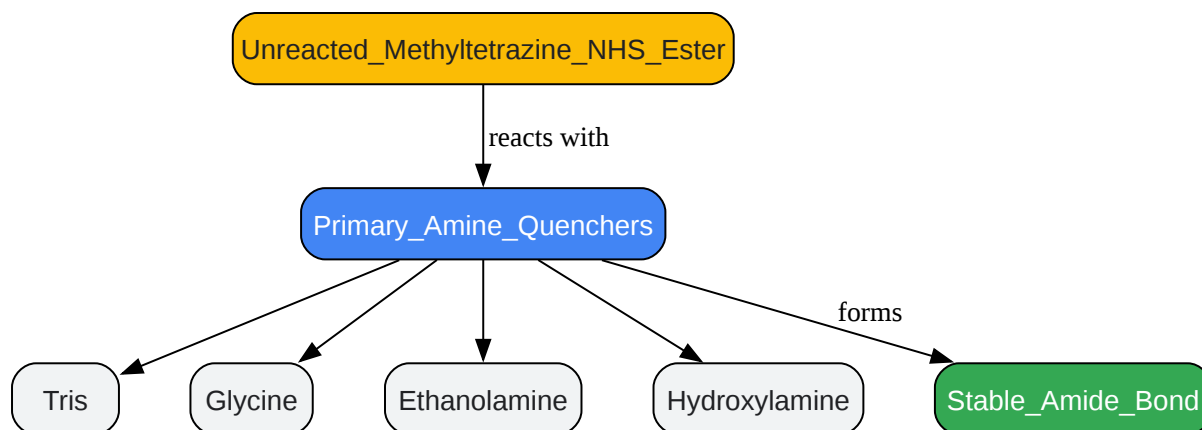 Unreacted_Methyltetrazine_NHS_Ester
reacts with
Primary_Amine_Quenchers
forms
Tris
Glycine
Ethanolamine
Hydroxylamine
Stable_Amide_Bond